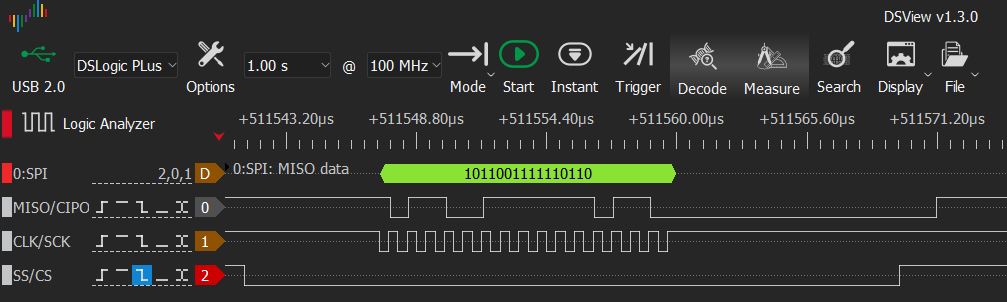 DSView v1.3.0
USB 2.0 DSLogic PLus Options 1.00 s @ 100 MHz Mode Start Instant Trigger Decode Measure Search Display File
Logic Analyzer +511543.20µs +511548.80µs +511554.40µs +511560.00µs +511565.60µs +511571.20µs
0:SPI 2,0,1 D 0:SPI: MISO data 1011001111110110
MISO/CIPO 0
CLK/SCK 1
SS/CS 2